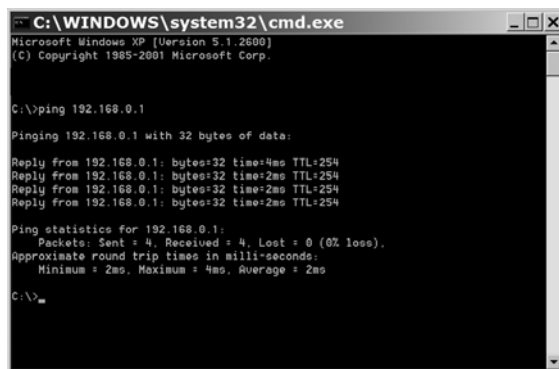 C:\WINDOWS\system32\cmd.exe
Microsoft Windows XP [Version 5.1.2600]
(C) Copyright 1985-2001 Microsoft Corp.
C:\>ping 192.168.0.1
Pinging 192.168.0.1 with 32 bytes of data:
Reply from 192.168.0.1: bytes=32 time=4ms TTL=254
Reply from 192.168.0.1: bytes=32 time=2ms TTL=254
Reply from 192.168.0.1: bytes=32 time=2ms TTL=254
Reply from 192.168.0.1: bytes=32 time=2ms TTL=254
Ping statistics for 192.168.0.1:
Packets: Sent = 4, Received = 4, Lost = 0 (0% loss),
Approximate round trip times in milli-seconds:
Minimum = 2ms, Maximum = 4ms, Average = 2ms
C:\>_